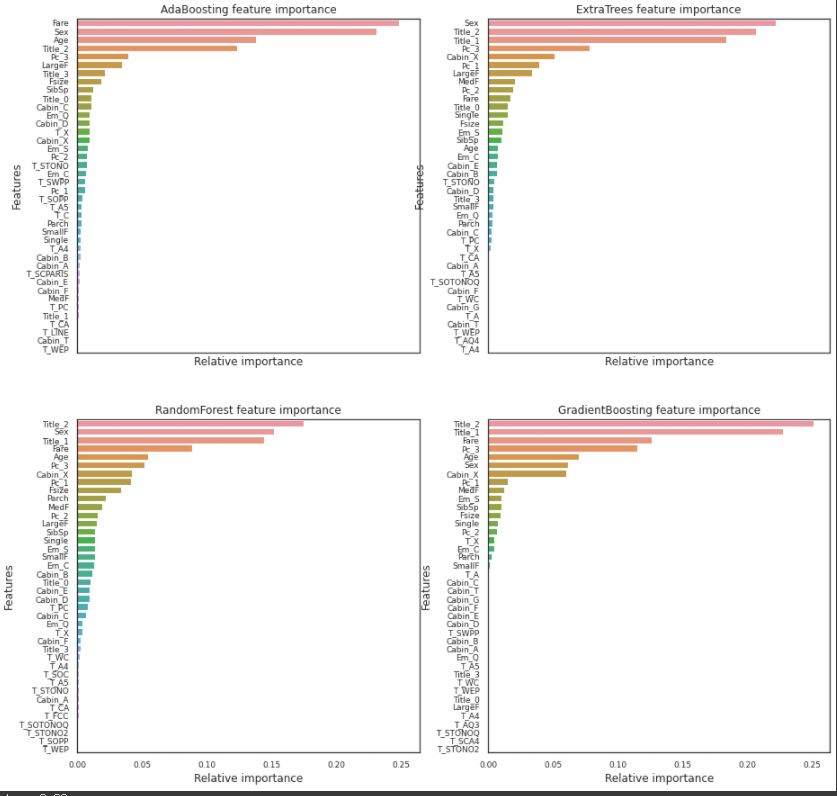 AdaBoosting feature importance
Fare
Sex
Age
Title_2
Pc_3
LargeF
Title_3
Fsize
SibSp
Title_0
Cabin_C
Em_Q
Cabin_D
T_X
Cabin_X
Em_S
Pc_2
T_STONO
Em_C
T_SWPP
Pc_1
T_SOPP
T_A5
T_C
Parch
SmallF
Single
T_A4
Cabin_B
Cabin_A
T_SCPARIS
Cabin_E
Cabin_F
MedF
T_PC
Title_1
T_CA
T_LINE
Cabin_T
T_WEP
Features
Relative importance
ExtraTrees feature importance
Sex
Title_2
Title_1
Pc_3
Cabin_X
Pc_1
LargeF
MedF
Pc_2
Fare
Title_0
Single
Fsize
Em_S
SibSp
Age
Em_C
Cabin_E
Cabin_B
T_STONO
Cabin_D
Title_3
SmallF
Em_Q
Parch
Cabin_C
T_PC
T_X
T_CA
Cabin_A
T_A5
T_SOTONOQ
Cabin_F
T_WC
Cabin_G
T_A
Cabin_T
T_WEP
T_AQ4
T_A4
Features
Relative importance
RandomForest feature importance
Title_2
Sex
Title_1
Fare
Age
Pc_3
Cabin_X
Pc_1
Fsize
Parch
MedF
Pc_2
LargeF
SibSp
Single
Em_S
SmallF
Em_C
Cabin_B
Title_0
Cabin_E
Cabin_D
T_PC
Cabin_C
Em_Q
T_X
Cabin_F
Title_3
T_WC
T_A4
T_SOC
T_A5
T_STONO
Cabin_A
T_CA
T_FCC
T_SOTONOQ
T_STONO2
T_SOPP
T_WEP
Features
0.00 0.05 0.10 0.15 0.20 0.25
Relative importance
GradientBoosting feature importance
Title_2
Title_1
Fare
Pc_3
Age
Sex
Cabin_X
Pc_1
MedF
Em_S
SibSp
Fsize
Single
Pc_2
T_X
Em_C
Parch
SmallF
T_A
Cabin_C
Cabin_T
Cabin_G
Cabin_F
Cabin_E
Cabin_D
T_SWPP
Cabin_B
Cabin_A
Em_Q
T_A5
Title_3
T_WC
T_WEP
Title_0
LargeF
T_A4
T_AQ3
T_STONOQ
T_SCA4
T_STONO2
Features
0.00 0.05 0.10 0.15 0.20 0.25
Relative importance